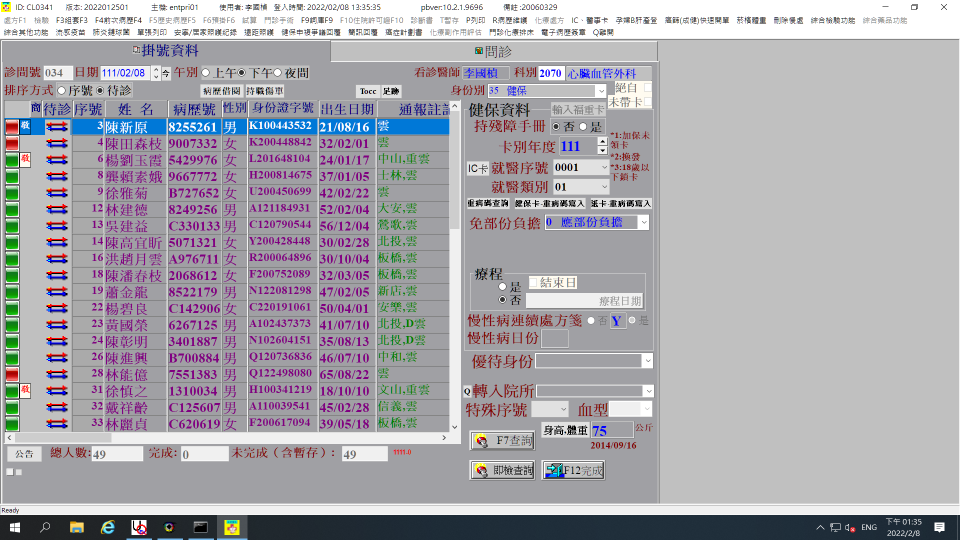 ID: CL0341 版本: 2022012501 主機: entpri01 使用者: 李國楨 登入時間: 2022/02/08 13:35:35 pbver:10.2.1.9696 備註:20060329
處方F1 檢驗 F3組套F3 F4前次病歷F4 F5歷史病歷F5 F6預掛F6 試算 門診手術 F9詞庫F9 F10住院許可證F10 診斷書 T暫存 P列印 R病歷維護 化療處方 IC、醫事卡 孕婦B肝產登 癌篩(戒健)快速開單 菸檳體重 刪除優處 綜合檢驗功能 綜合藥品功能
綜合其他功能 流感疫苗 肺炎鏈球菌 單張列印 安寧/居家照護紀錄 遠距照護 健保申複爭議回覆 簡訊回覆 癌症計劃書 化療副作用評估 門診化療排床 電子病歷簽章 Q離開
掛號資料 問診
診間號 034 日期 111/02/08 今 午別 上午 下午 夜間 看診醫師 李國楨 科別 2070 心臟血管外科
排序方式 序號 待診 病歷借閱 持殘傷車 Tocc 足跡 身份別 35 健保 絕自 未帶卡
商 待診 序號 姓 名 病歷號 性別 身份證字號 出生日期 通報註記
3 陳新原 8255261 男 K100443532 21/08/16 雲
4 陳田森枝 9007332 女 K200448842 32/02/01 雲
6 楊劉玉霞 5429976 女 L201648104 24/01/17 中山,重雲
8 龔賴素娥 9667772 女 H200814675 37/01/05 士林,雲
9 徐雅菊 B727652 女 U200450699 42/02/22 雲
12 林建德 8249256 男 A121184931 52/02/04 大安,雲
13 吳建益 C330133 男 C120790544 56/12/04 鶯歌,雲
14 陳高宜昕 5071321 女 Y200428448 30/02/28 北投,雲
16 洪趙月雲 A976711 女 R200064896 30/10/04 板橋,雲
18 陳潘春枝 2068612 女 F200752089 32/03/05 板橋,雲
19 蕭金龍 8522179 男 N122081298 47/02/05 新店,雲
22 楊碧良 C142906 女 C220191061 50/04/01 安樂,雲
23 黃國榮 6267125 男 A102437373 41/07/10 北投,D雲
24 陳彰明 3401887 男 N102604151 35/08/13 北投,D雲
26 陳進興 B700884 男 Q120736836 46/07/10 中和,雲
28 林能億 7551383 男 Q122498080 65/08/22 雲
31 徐慎之 1310034 男 H100341219 18/10/10 文山,重雲
32 戴祥齡 C125607 男 A110039541 45/02/28 信義,雲
33 林麗貞 C620619 女 F200617094 39/05/18 板橋,雲
公告 總人數: 49 完成: 0 未完成（含暫存）: 49 1111-0
健保資料 輸入福重卡
持殘障手冊 否 是
卡別年度 111
*1:加保未領卡
*2:換發
*3:18歲以下鎖卡
IC卡 就醫序號 0001
就醫類別 01
重病碼查詢 健保卡-重病碼寫入 紙卡-重病碼寫入
免部份負擔 0 應部份負擔
療程 是 否 結束日 療程日期
慢性病連續處方箋 否 Y 是
慢性病日份
優待身份
Q 轉入院所
特殊序號 血型
F7查詢 身高.體重 75 公斤
2014/09/16
即檢查詢 F12完成
Ready
ENG 下午 01:35
2022/2/8